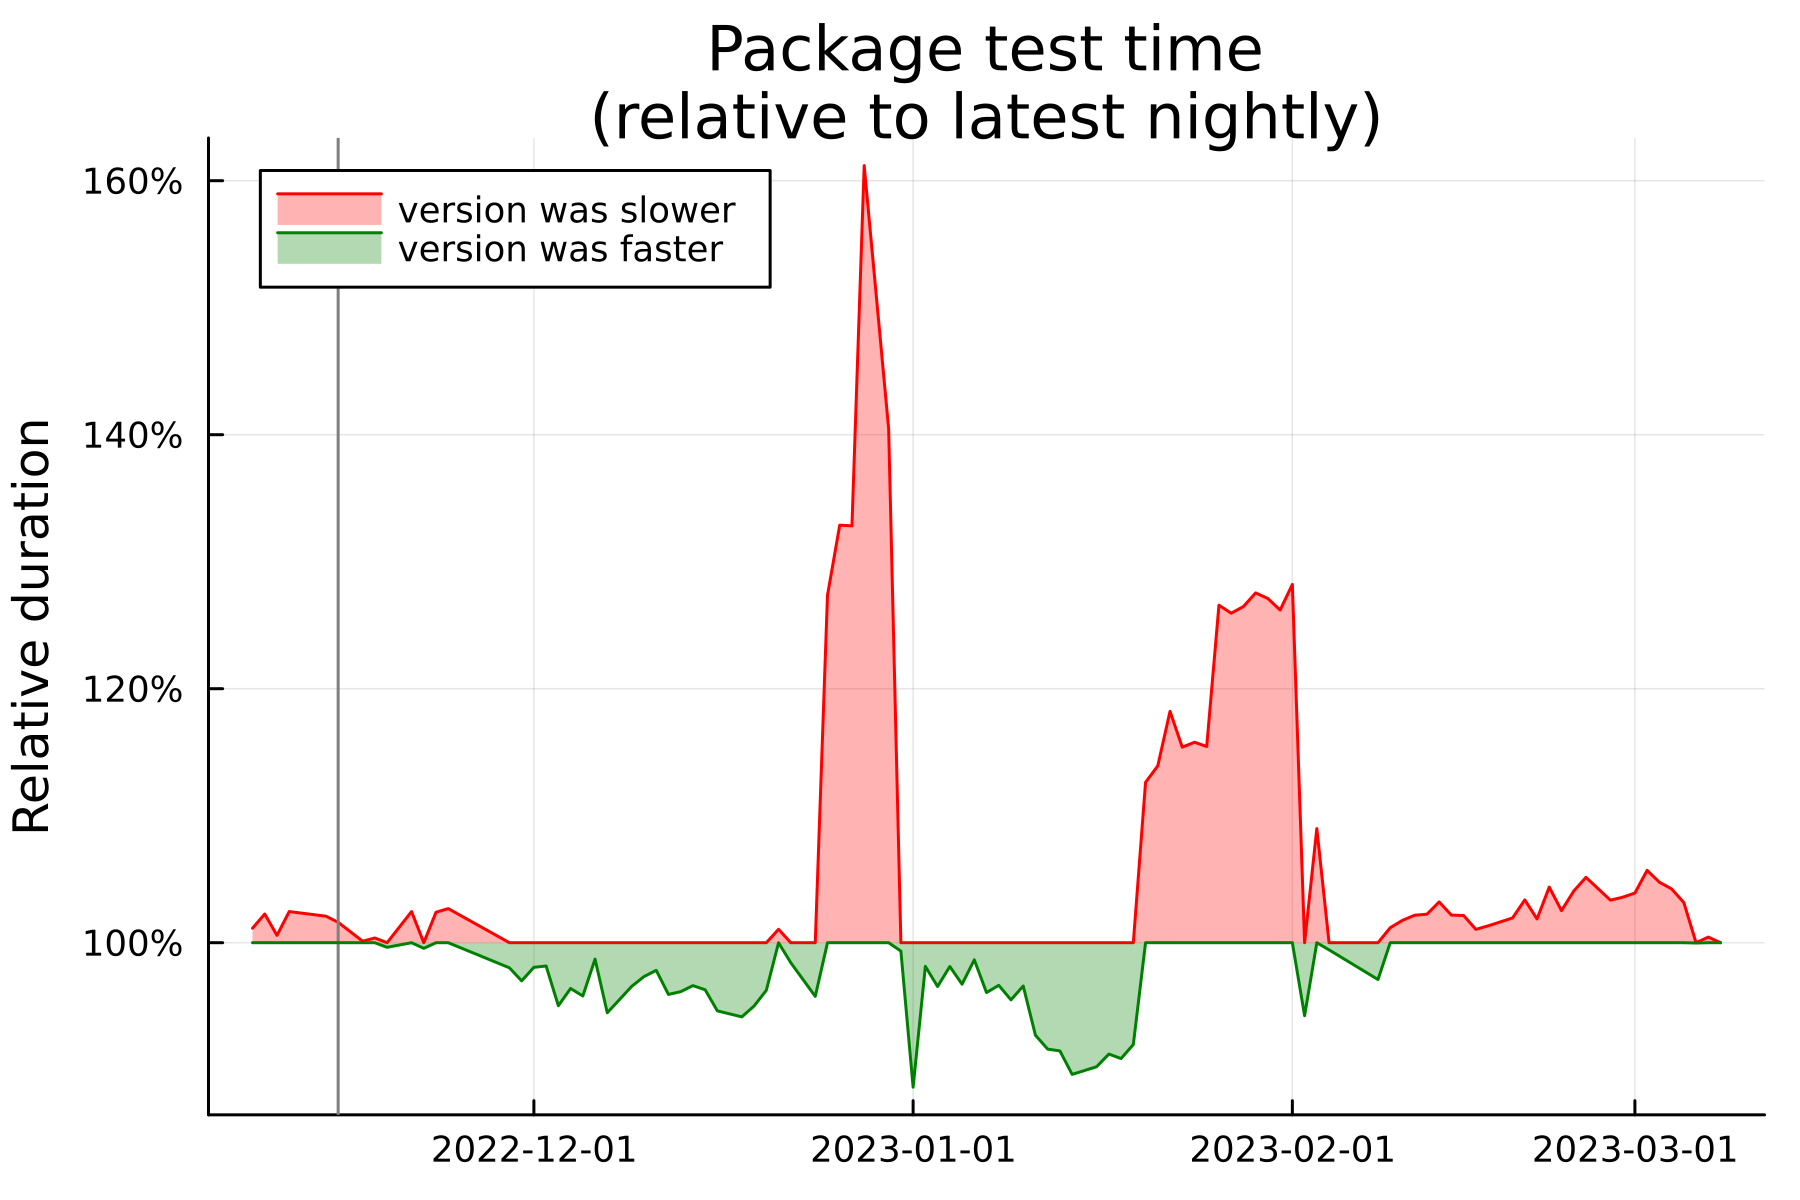 Package test time
(relative to latest nightly)
version was slower
version was faster
Relative duration
160%
140%
120%
100%
2022-12-01
2023-01-01
2023-02-01
2023-03-01